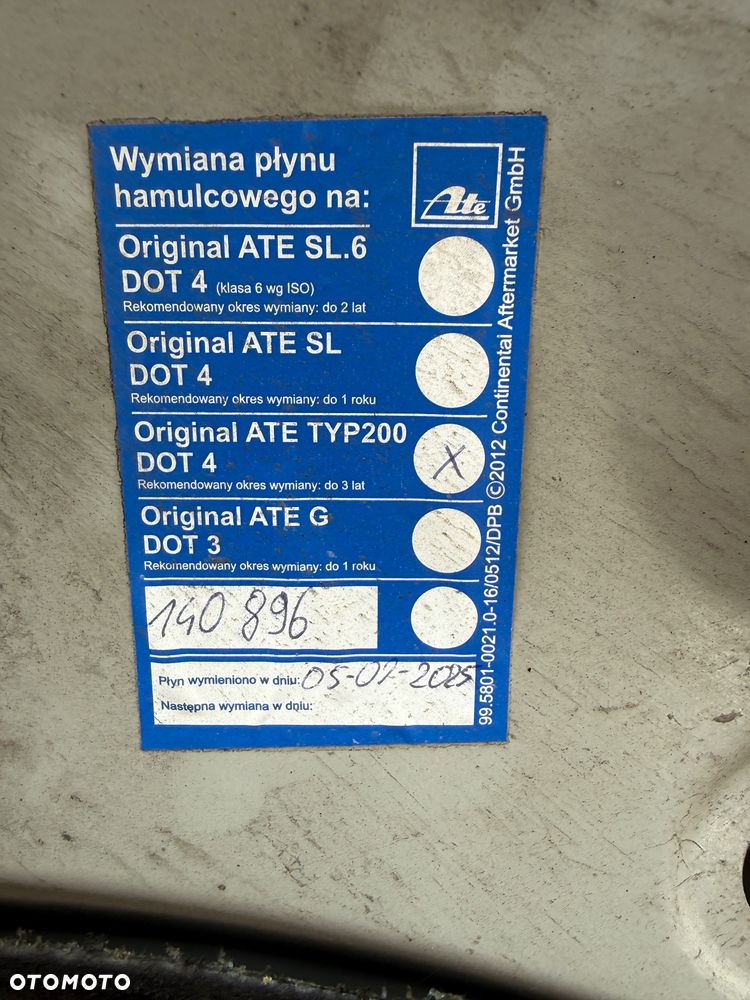 Wymiana płynu
hamulcowego na:
Ate
Original ATE SL.6
DOT 4 (klasa 6 wg ISO)
Rekomendowany okres wymiany: do 2 lat
Original ATE SL
DOT 4
Rekomendowany okres wymiany: do 1 roku
Original ATE TYP200
DOT 4
X
Rekomendowany okres wymiany: do 3 lat
Original ATE G
DOT 3
Rekomendowany okres wymiany: do 1 roku
140 896
Płyn wymieniono w dniu:
Następna wymiana w dniu:
99.5801-0021.0-16/0512/DPB ©2012 Continental Aftermarket GmbH
OTOMOTO